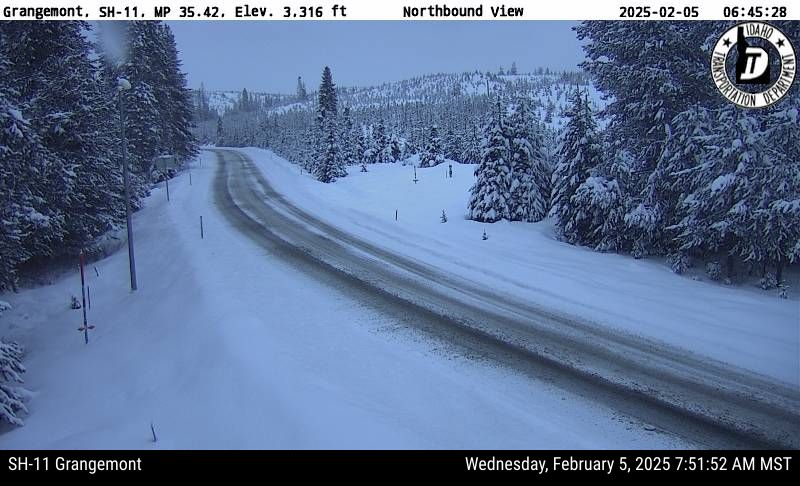 Grangemont, SH-11, MP 35.42, Elev. 3,316 ft Northbound View 2025-02-05 06:45:28
IDAHO
TRANSPORTATION DEPARTMENT
SH-11 Grangemont Wednesday, February 5, 2025 7:51:52 AM MST